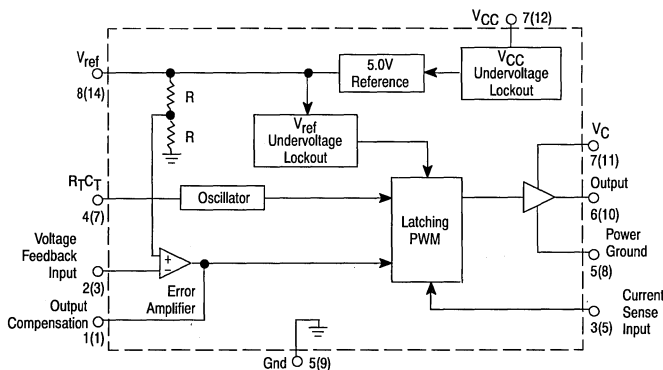 VCC 7(12)
Vref
8(14)
R
R
5.0V
Reference
VCC
Undervoltage
Lockout
Vref
Undervoltage
Lockout
VC
7(11)
RTCT
4(7)
Oscillator
Latching
PWM
Output
6(10)
Voltage
Feedback
Input
2(3)
+
–
Error
Amplifier
Power
Ground
5(8)
Output
Compensation
1(1)
Current
Sense
Input
3(5)
Gnd 5(9)